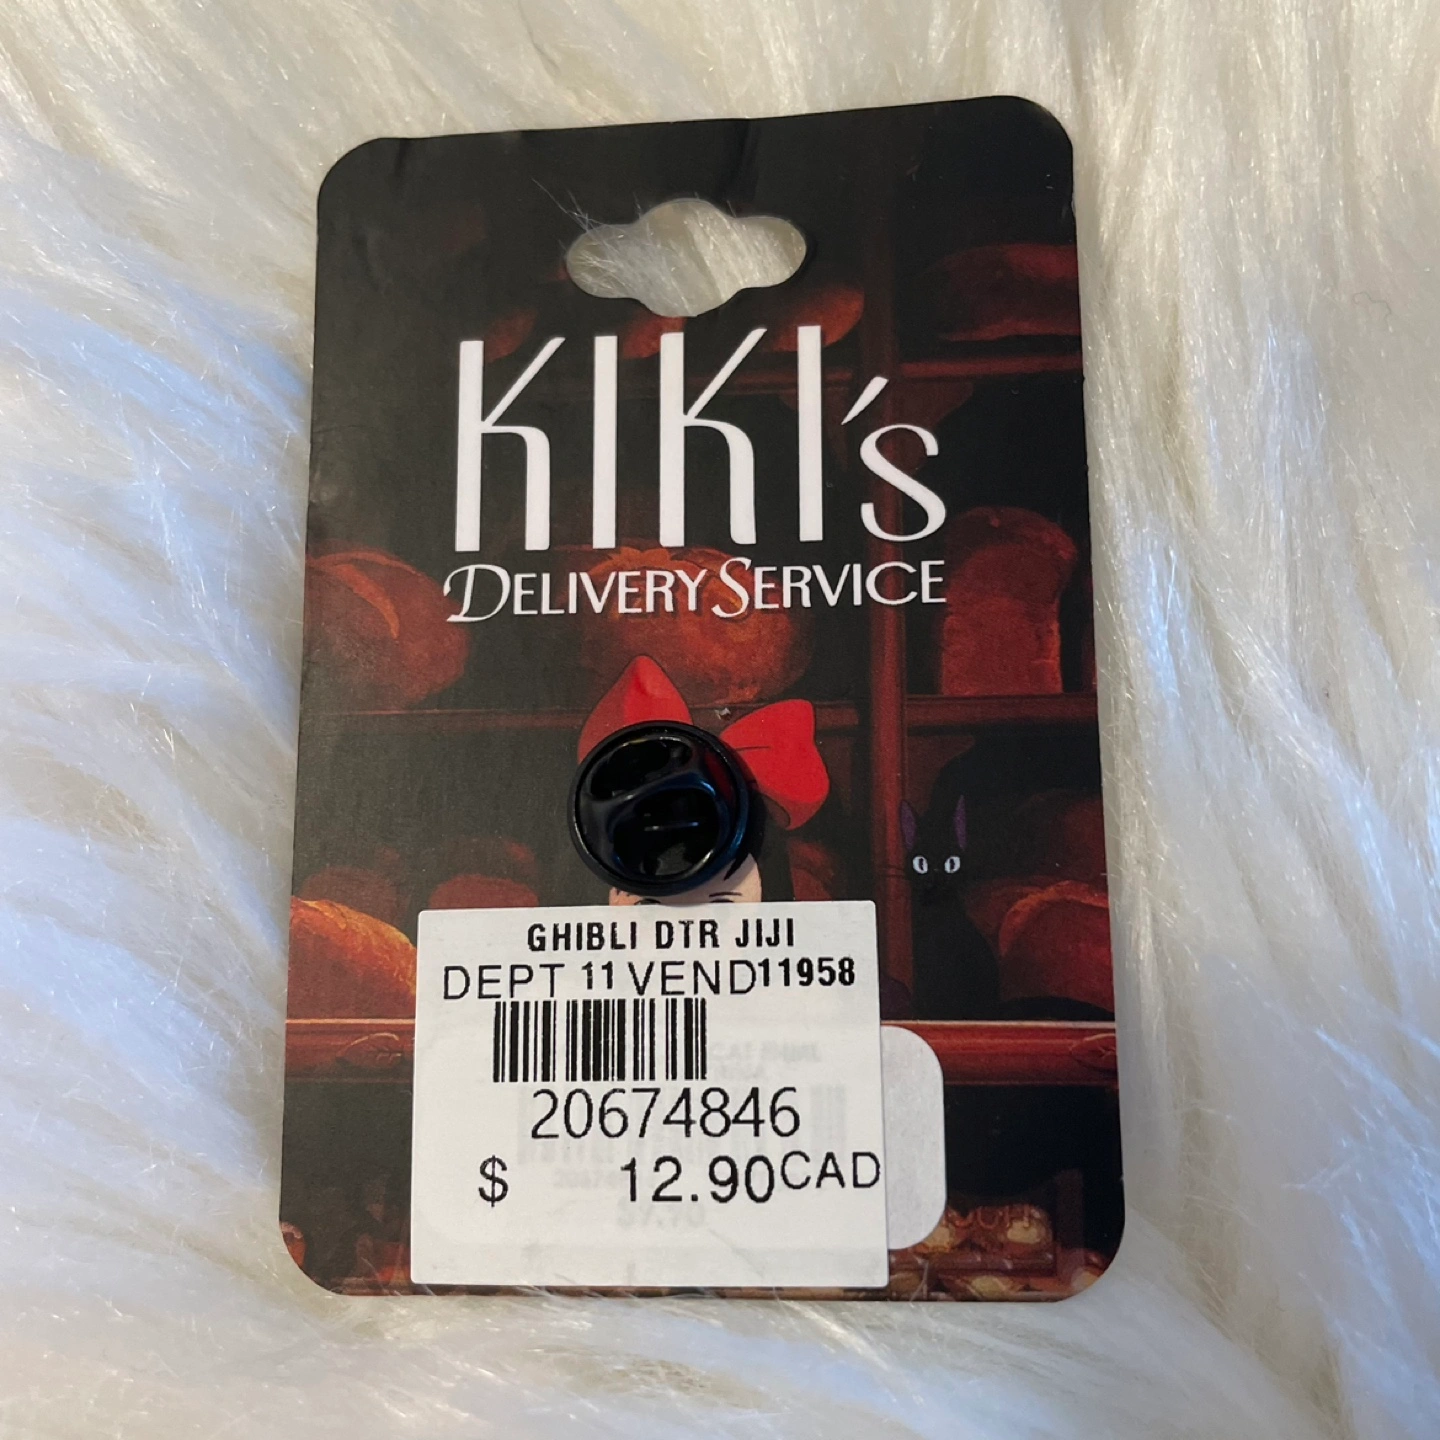 KIKI's
DELIVERY SERVICE
GHIBLI DTR JIJI
DEPT 11 VEND11958
20674846
$ 12.90CAD